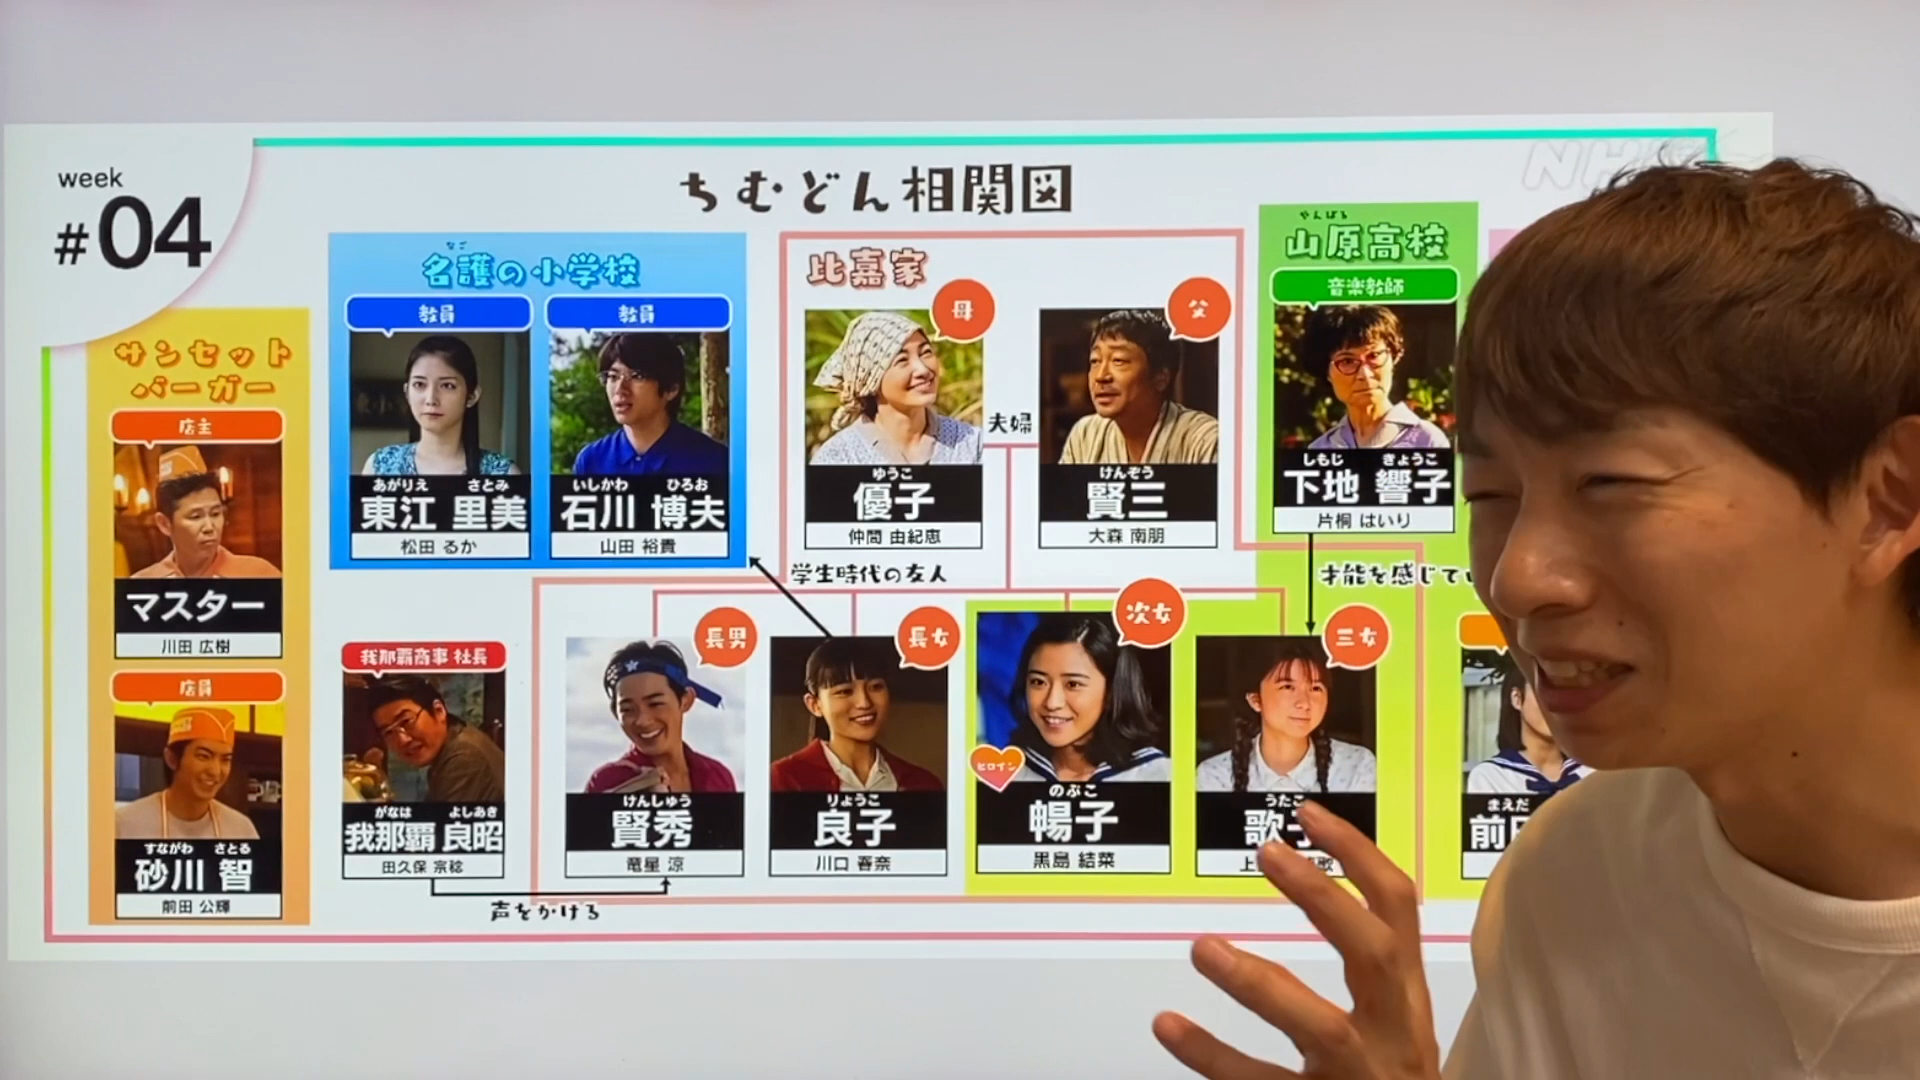 week
#04
ちむどん相関図
NH
サンセット
バーガー
店主
マスター
川田 広樹
店員
すながわ さとる
砂川 智
前田 公輝
なご
名護の小学校
教員
あがりえ さとみ
東江 里美
松田 るか
教員
いしかわ ひろお
石川 博夫
山田 裕貴
比嘉家
母
ゆうこ
優子
仲間 由紀恵
夫婦
父
けんぞう
賢三
大森 南朋
やんばる
山原高校
音楽教師
しもじ きょうこ
下地 響子
片桐 はいり
学生時代の友人
才能を感じて
我那覇商事 社長
がなは よしあき
我那覇 良昭
田久保 宗稔
声をかける
長男
けんしゅう
賢秀
竜星 涼
長女
りょうこ
良子
川口 春奈
次女
ヒロイン
のぶこ
暢子
黒島 結菜
三女
うたこ
歌子
上 歌
まえだ
前田